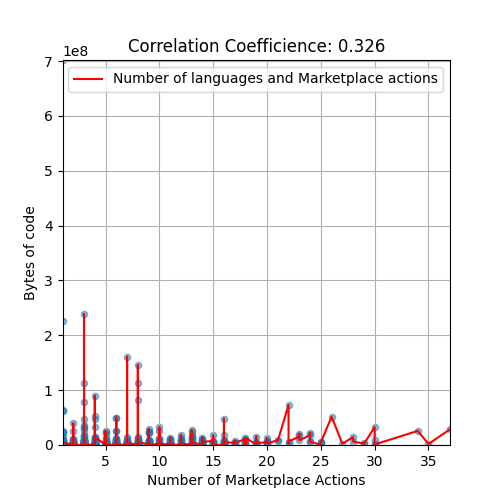 Correlation Coefficience: 0.326
1e8
Number of languages and Marketplace actions
7
6
5
4
3
2
1
0
Bytes of code
5 10 15 20 25 30 35
Number of Marketplace Actions